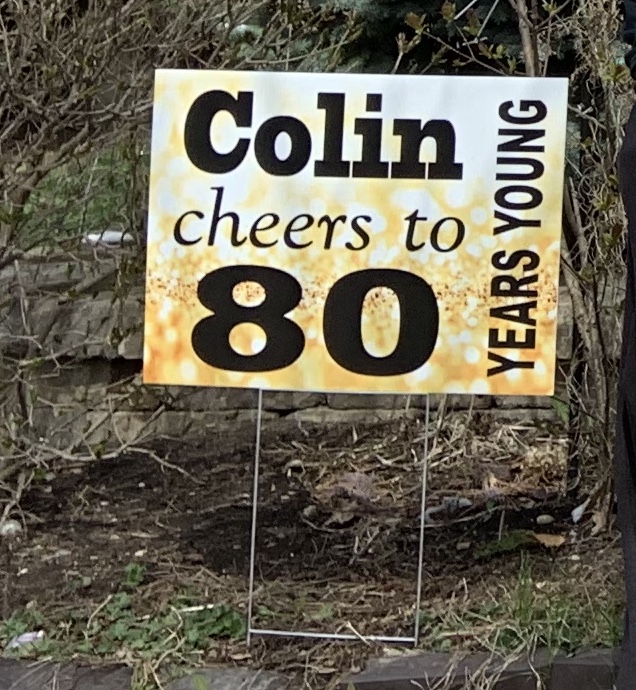 Colin
cheers to
80
YEARS YOUNG